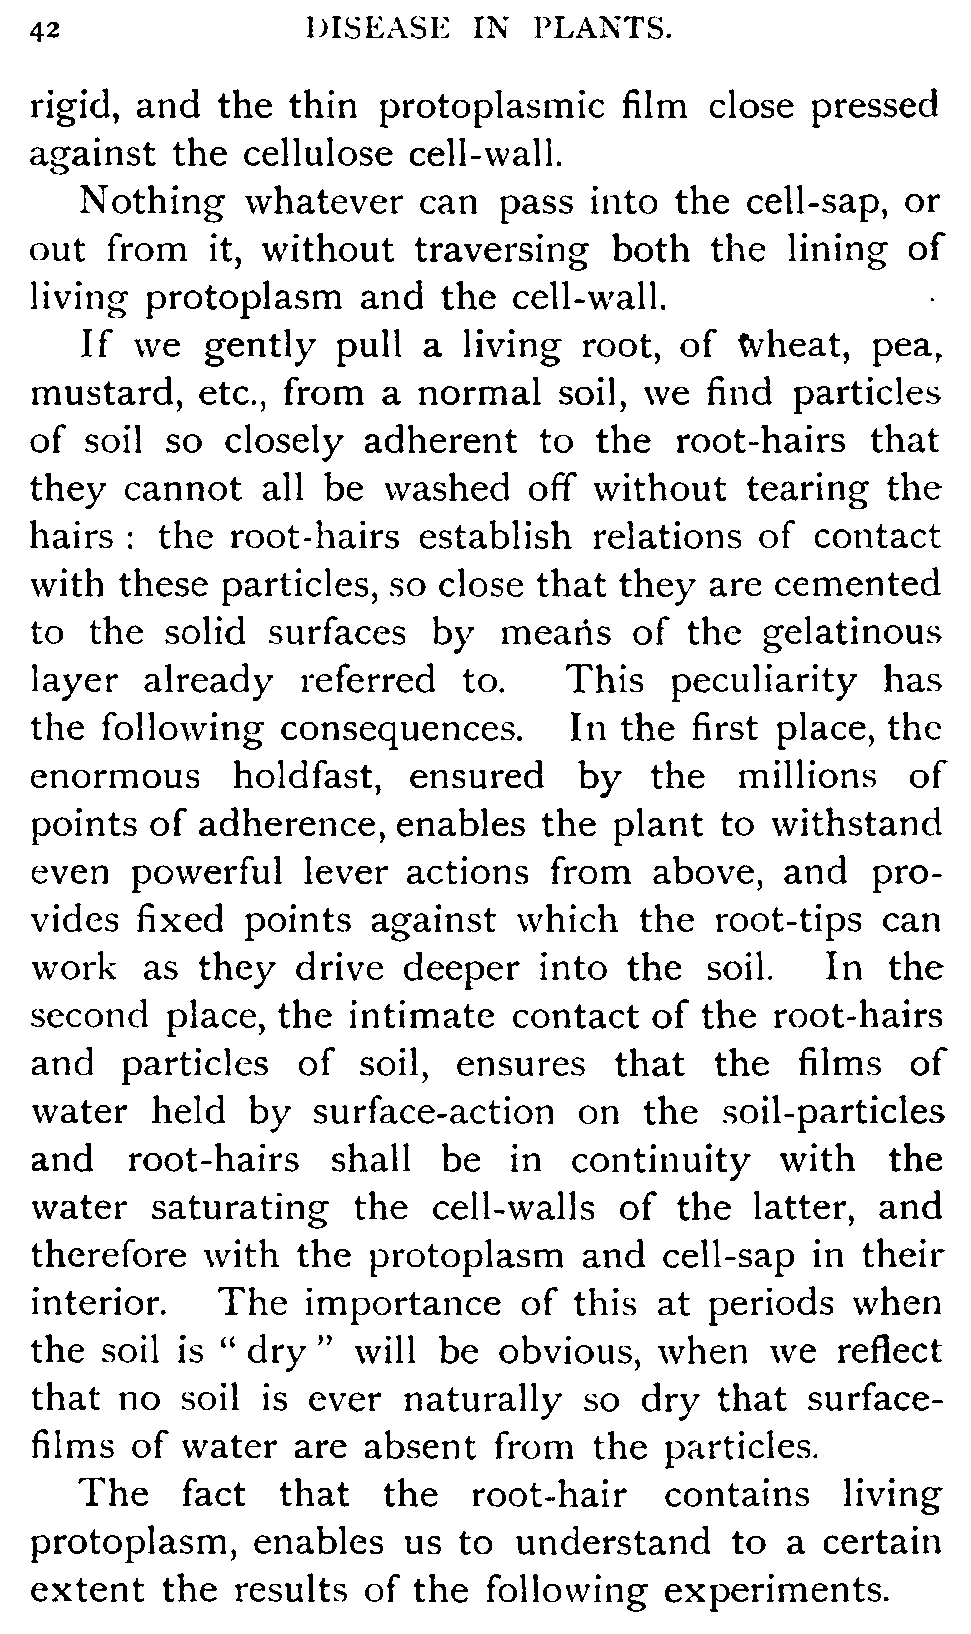 42 DISEASE IN PLANTS.
rigid, and the thin protoplasmic film close pressed
against the cellulose cell-wall.
Nothing whatever can pass into the cell-sap, or
out from it, without traversing both the lining of
living protoplasm and the cell-wall.
If we gently pull a living root, of wheat, pea,
mustard, etc., from a normal soil, we find particles
of soil so closely adherent to the root-hairs that
they cannot all be washed off without tearing the
hairs : the root-hairs establish relations of contact
with these particles, so close that they are cemented
to the solid surfaces by means of the gelatinous
layer already referred to. This peculiarity has
the following consequences. In the first place, the
enormous holdfast, ensured by the millions of
points of adherence, enables the plant to withstand
even powerful lever actions from above, and pro-
vides fixed points against which the root-tips can
work as they drive deeper into the soil. In the
second place, the intimate contact of the root-hairs
and particles of soil, ensures that the films of
water held by surface-action on the soil-particles
and root-hairs shall be in continuity with the
water saturating the cell-walls of the latter, and
therefore with the protoplasm and cell-sap in their
interior. The importance of this at periods when
the soil is " dry " will be obvious, when we reflect
that no soil is ever naturally so dry that surface-
films of water are absent from the particles.
The fact that the root-hair contains living
protoplasm, enables us to understand to a certain
extent the results of the following experiments.